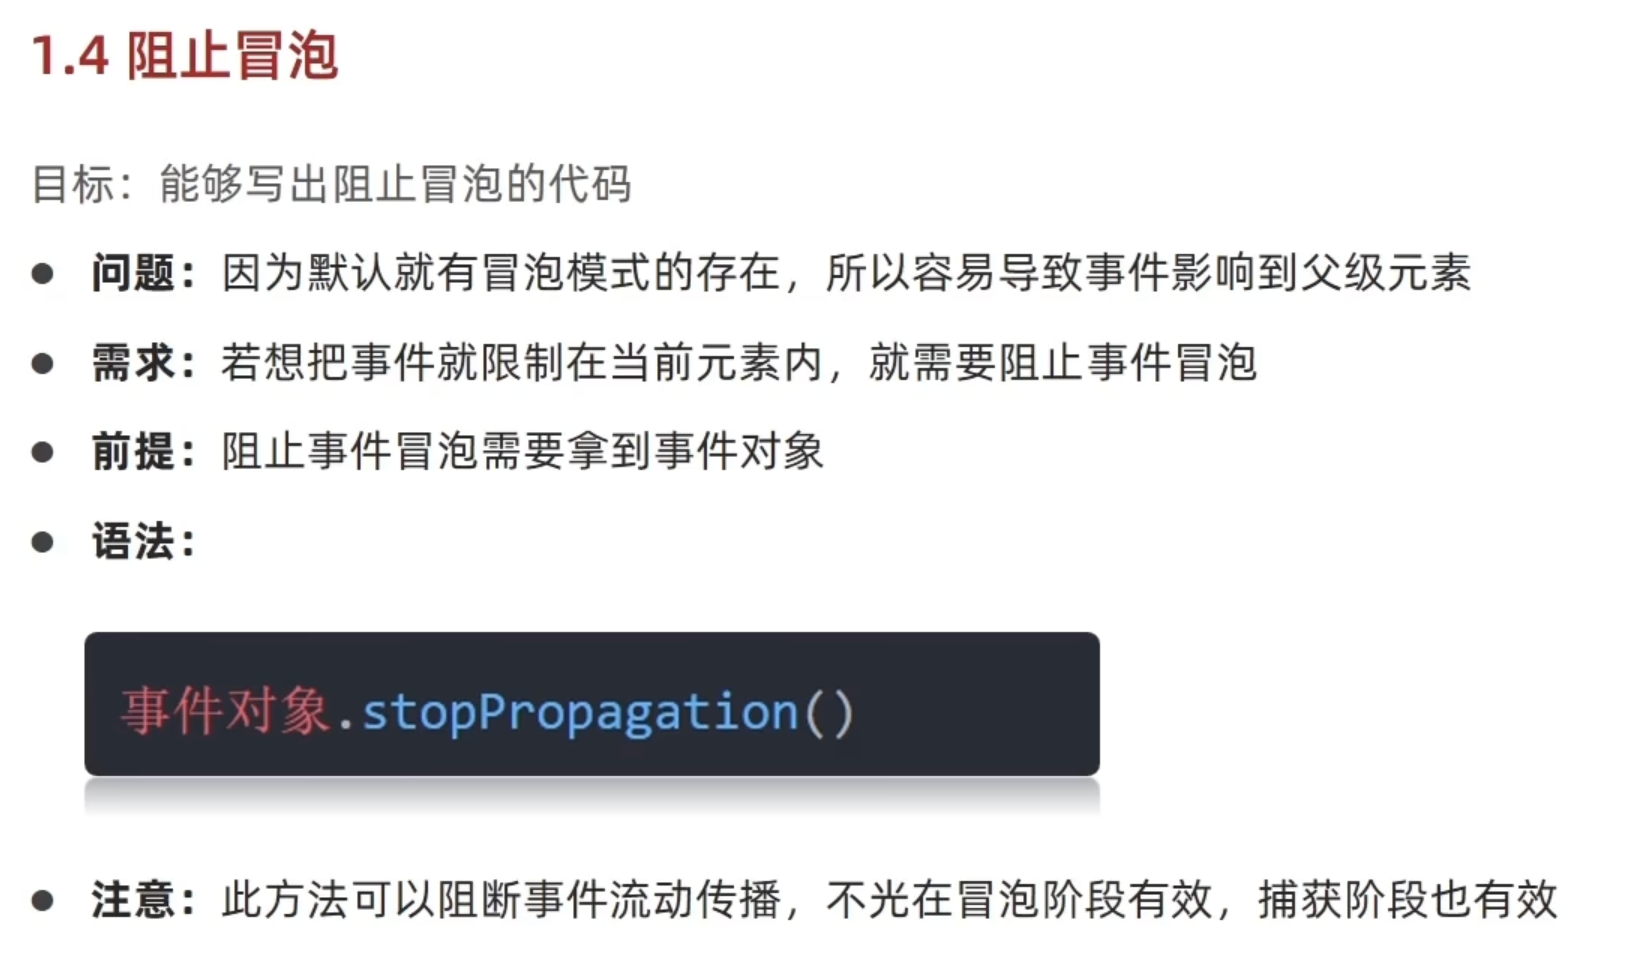 1.4 阻止冒泡
目标：能够写出阻止冒泡的代码
● 问题：因为默认就有冒泡模式的存在，所以容易导致事件影响到父级元素
● 需求：若想把事件就限制在当前元素内，就需要阻止事件冒泡
● 前提：阻止事件冒泡需要拿到事件对象
● 语法：
事件对象.stopPropagation()
● 注意：此方法可以阻断事件流动传播，不光在冒泡阶段有效，捕获阶段也有效